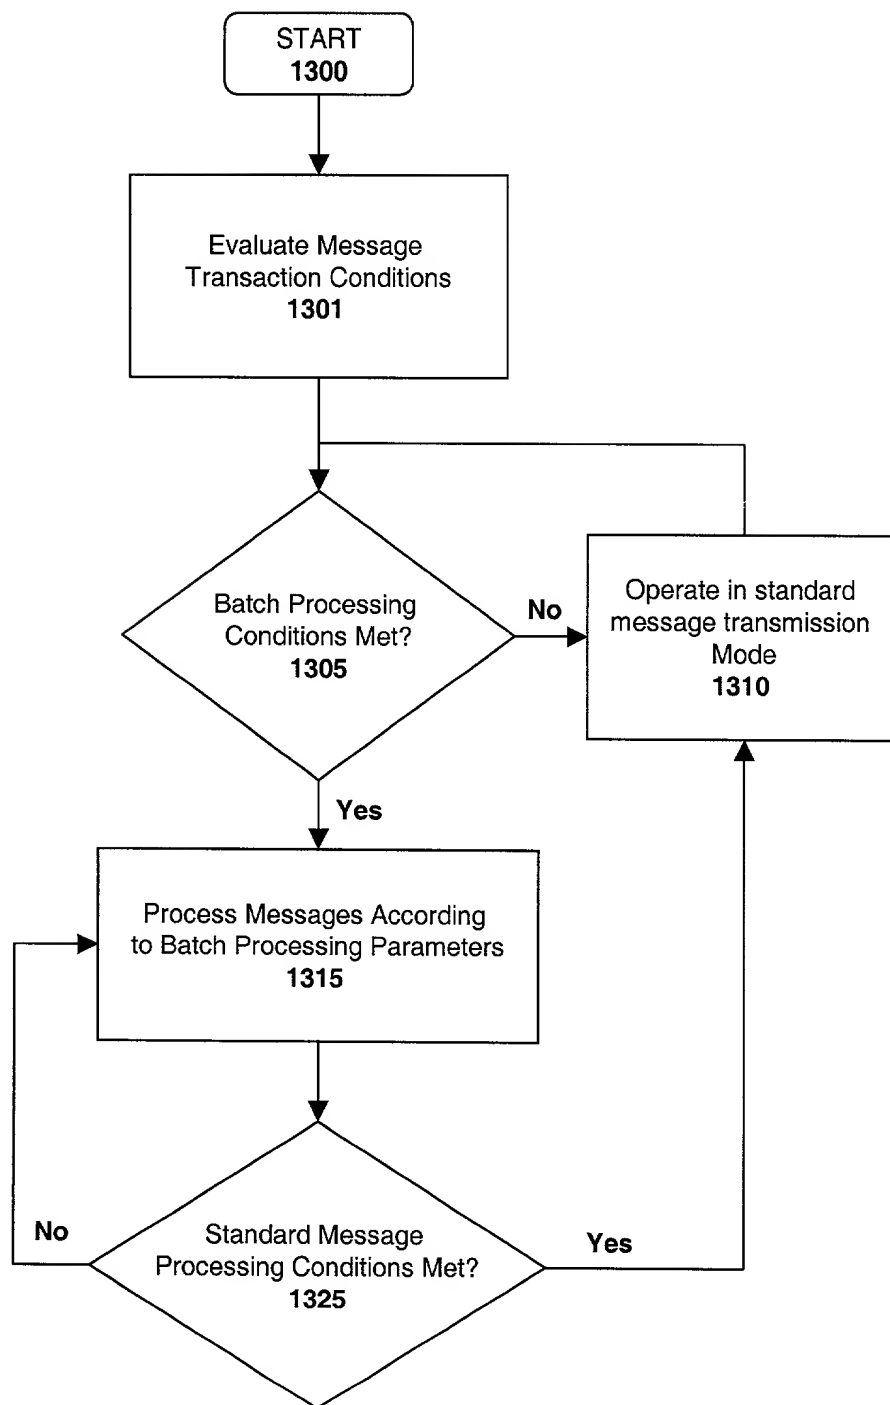 START
1300
Evaluate Message
Transaction Conditions
1301
Batch Processing
Conditions Met?
1305
No
Operate in standard
message transmission
Mode
1310
Yes
Process Messages According
to Batch Processing Parameters
1315
No
Standard Message
Processing Conditions Met?
1325
Yes